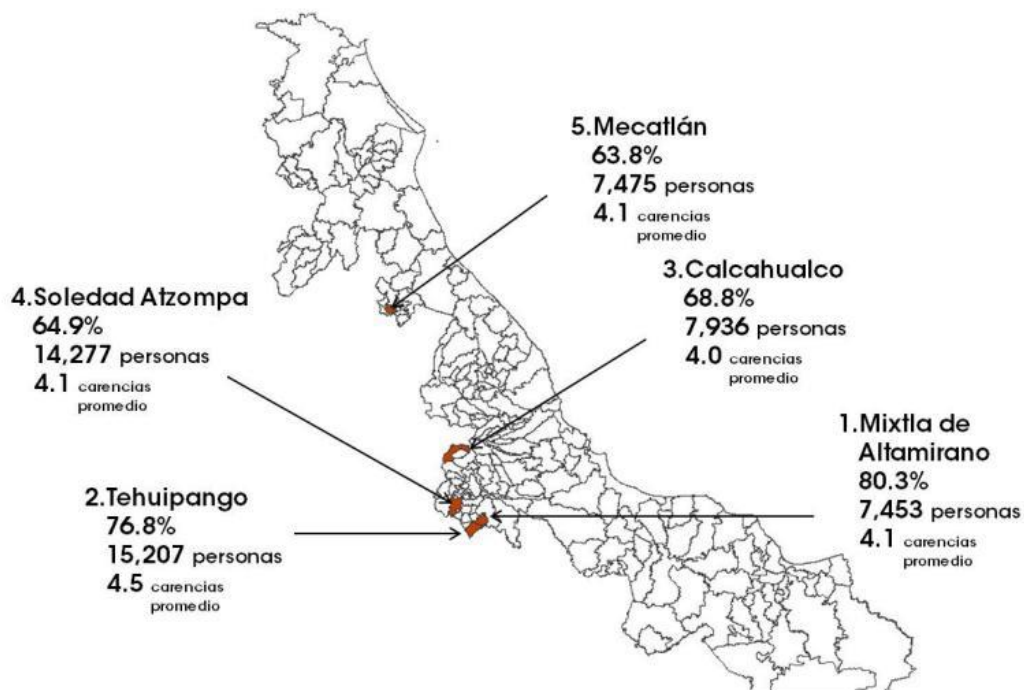 5.Mecatlán
63.8%
7,475 personas
4.1 carencias
promedio
3.Calcahualco
68.8%
7,936 personas
4.0 carencias
promedio
4.Soledad Atzompa
64.9%
14,277 personas
4.1 carencias
promedio
1.Mixtla de
Altamirano
80.3%
7,453 personas
4.1 carencias
promedio
2.Tehuipango
76.8%
15,207 personas
4.5 carencias
promedio